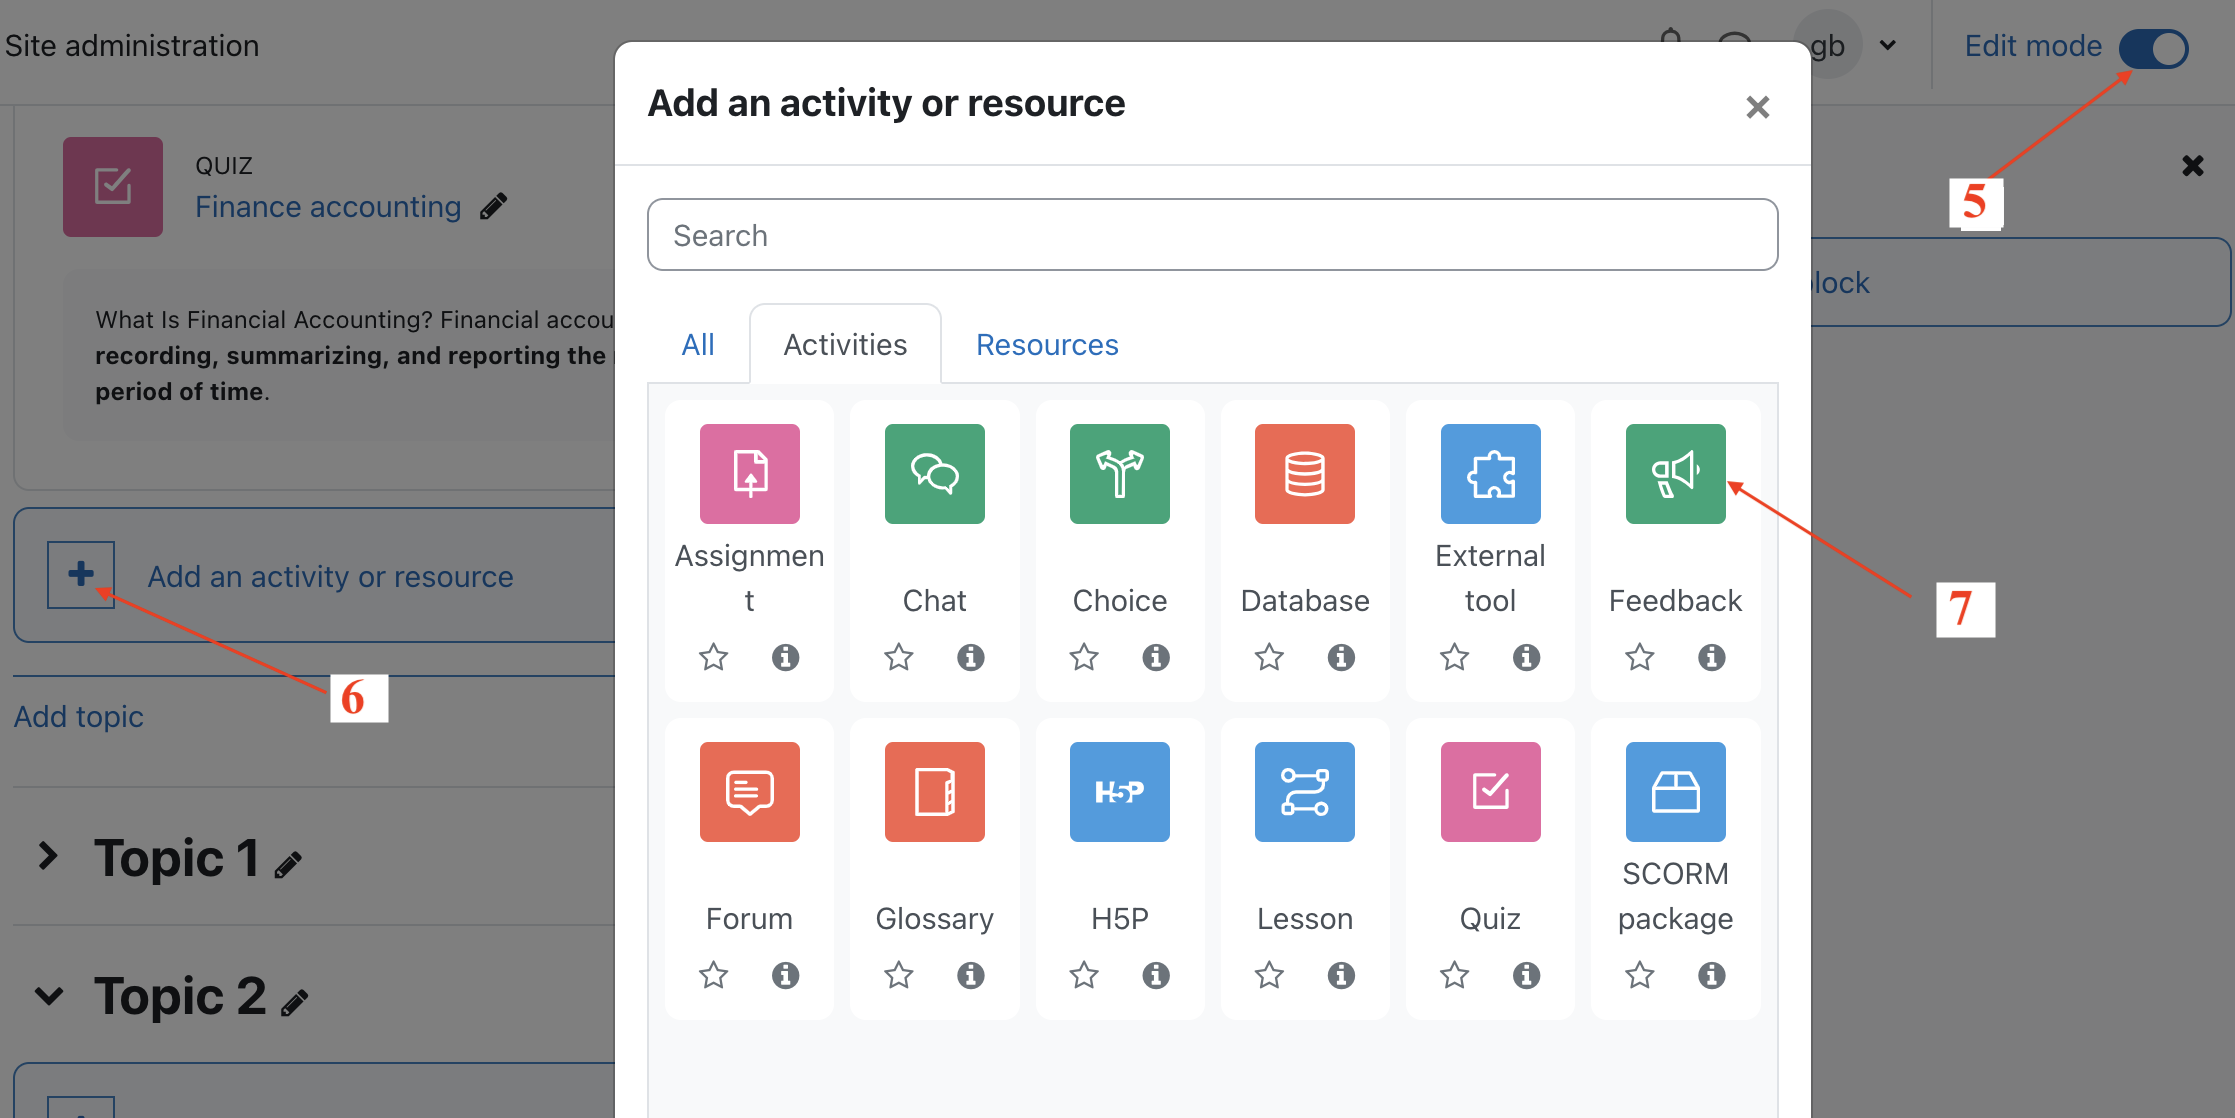 Site administration
gb
Edit mode
Add an activity or resource
5
QUIZ
Finance accounting
Search
What Is Financial Accounting? Financial accou
recording, summarizing, and reporting the
period of time.
lock
All
Activities
Resources
Assignmen
t
Chat
Choice
Database
External
tool
Feedback
Add an activity or resource
7
6
Add topic
H5P
Topic 1
Forum
Glossary
H5P
Lesson
Quiz
SCORM
package
Topic 2